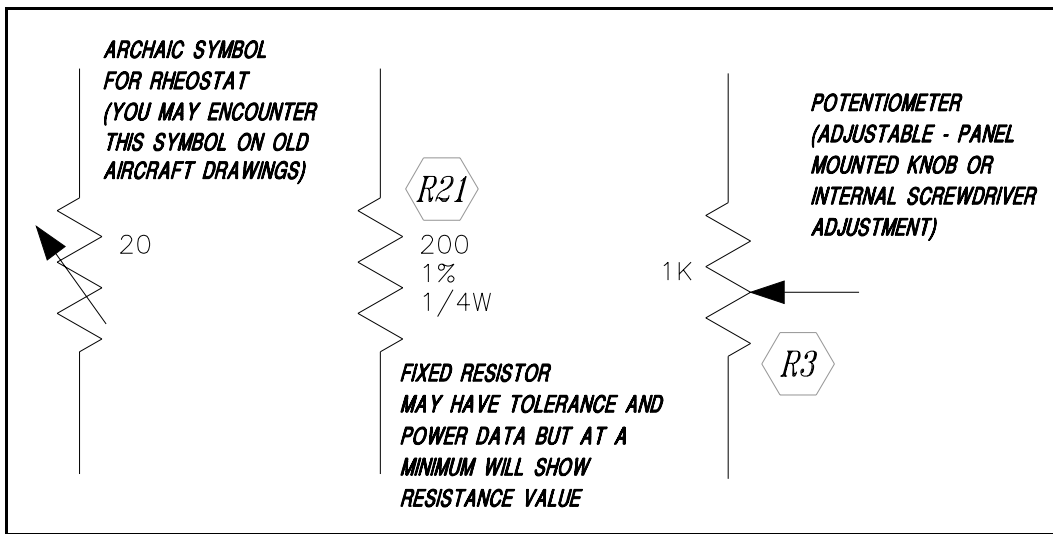 ARCHAIC SYMBOL
FOR RHEOSTAT
(YOU MAY ENCOUNTER
THIS SYMBOL ON OLD
AIRCRAFT DRAWINGS)
20
R21
200
1%
1/4W
FIXED RESISTOR
MAY HAVE TOLERANCE AND
POWER DATA BUT AT A
MINIMUM WILL SHOW
RESISTANCE VALUE
POTENTIOMETER
(ADJUSTABLE - PANEL
MOUNTED KNOB OR
INTERNAL SCREWDRIVER
ADJUSTMENT)
1K
R3